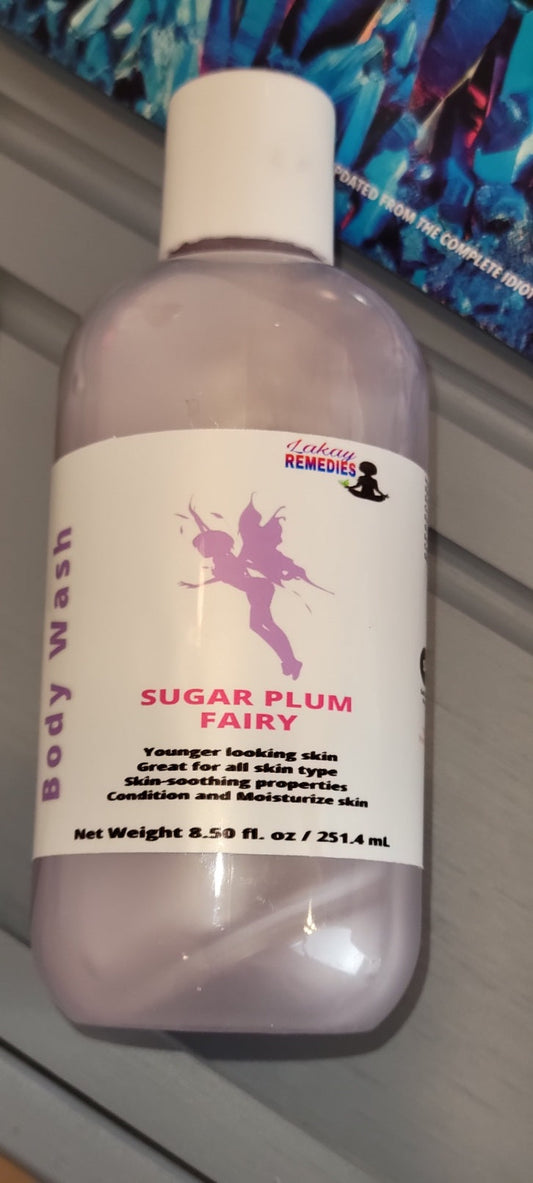 PDATED FROM THE COMPLETE IDIOT
Lakay
REMEDIES
Body Wash
SUGAR PLUM
FAIRY
Younger looking skin
Great for all skin type
Skin-soothing properties
Condition and Moisturize skin
Net Weight 8.50 fl. oz / 251.4 mL